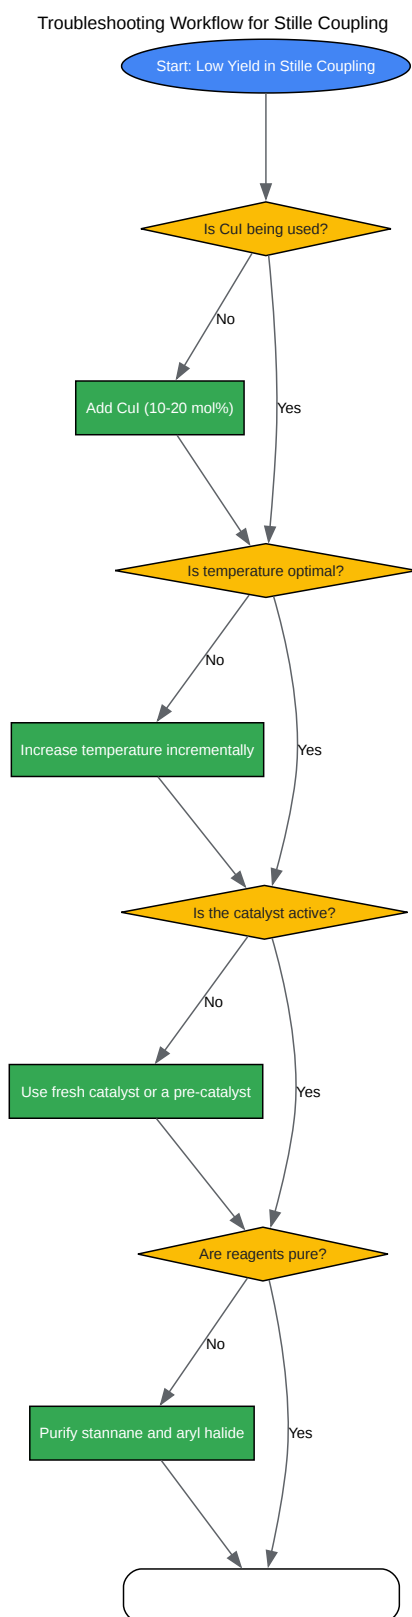 Troubleshooting Workflow for Stille Coupling
Start: Low Yield in Stille Coupling
Is CuI being used?
No
Add CuI (10-20 mol%)
Yes
Is temperature optimal?
No
Increase temperature incrementally
Yes
Is the catalyst active?
No
Use fresh catalyst or a pre-catalyst
Yes
Are reagents pure?
No
Purify stannane and aryl halide
Yes